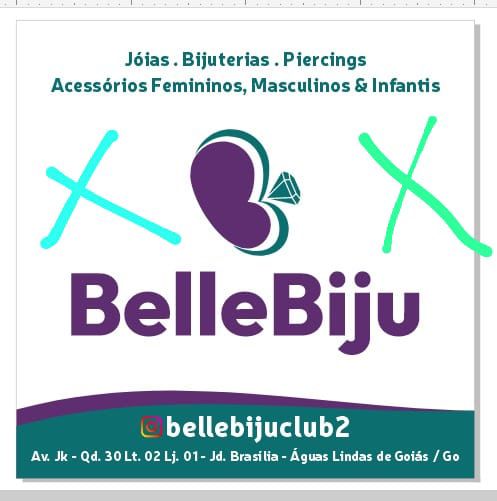 Jóias . Bijuterias . Piercings
Acessórios Femininos, Masculinos & Infantis
BelleBiju
@bellebijuclub2
Av. Jk - Qd. 30 Lt. 02 Lj. 01- Jd. Brasilia - Águas Lindas de Goiás / Go